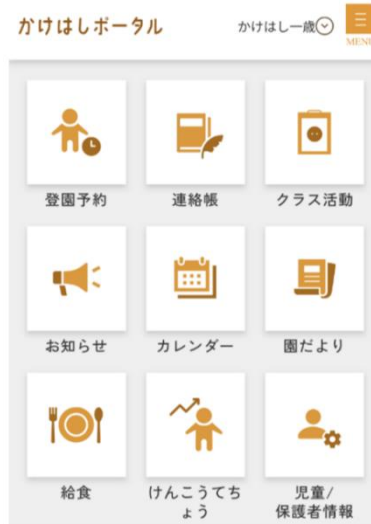 かけはしポータル
かけはし一歳
MENU
登園予約
連絡帳
クラス活動
お知らせ
カレンダー
園だより
給食
けんこうてち
ょう
児童/
保護者情報